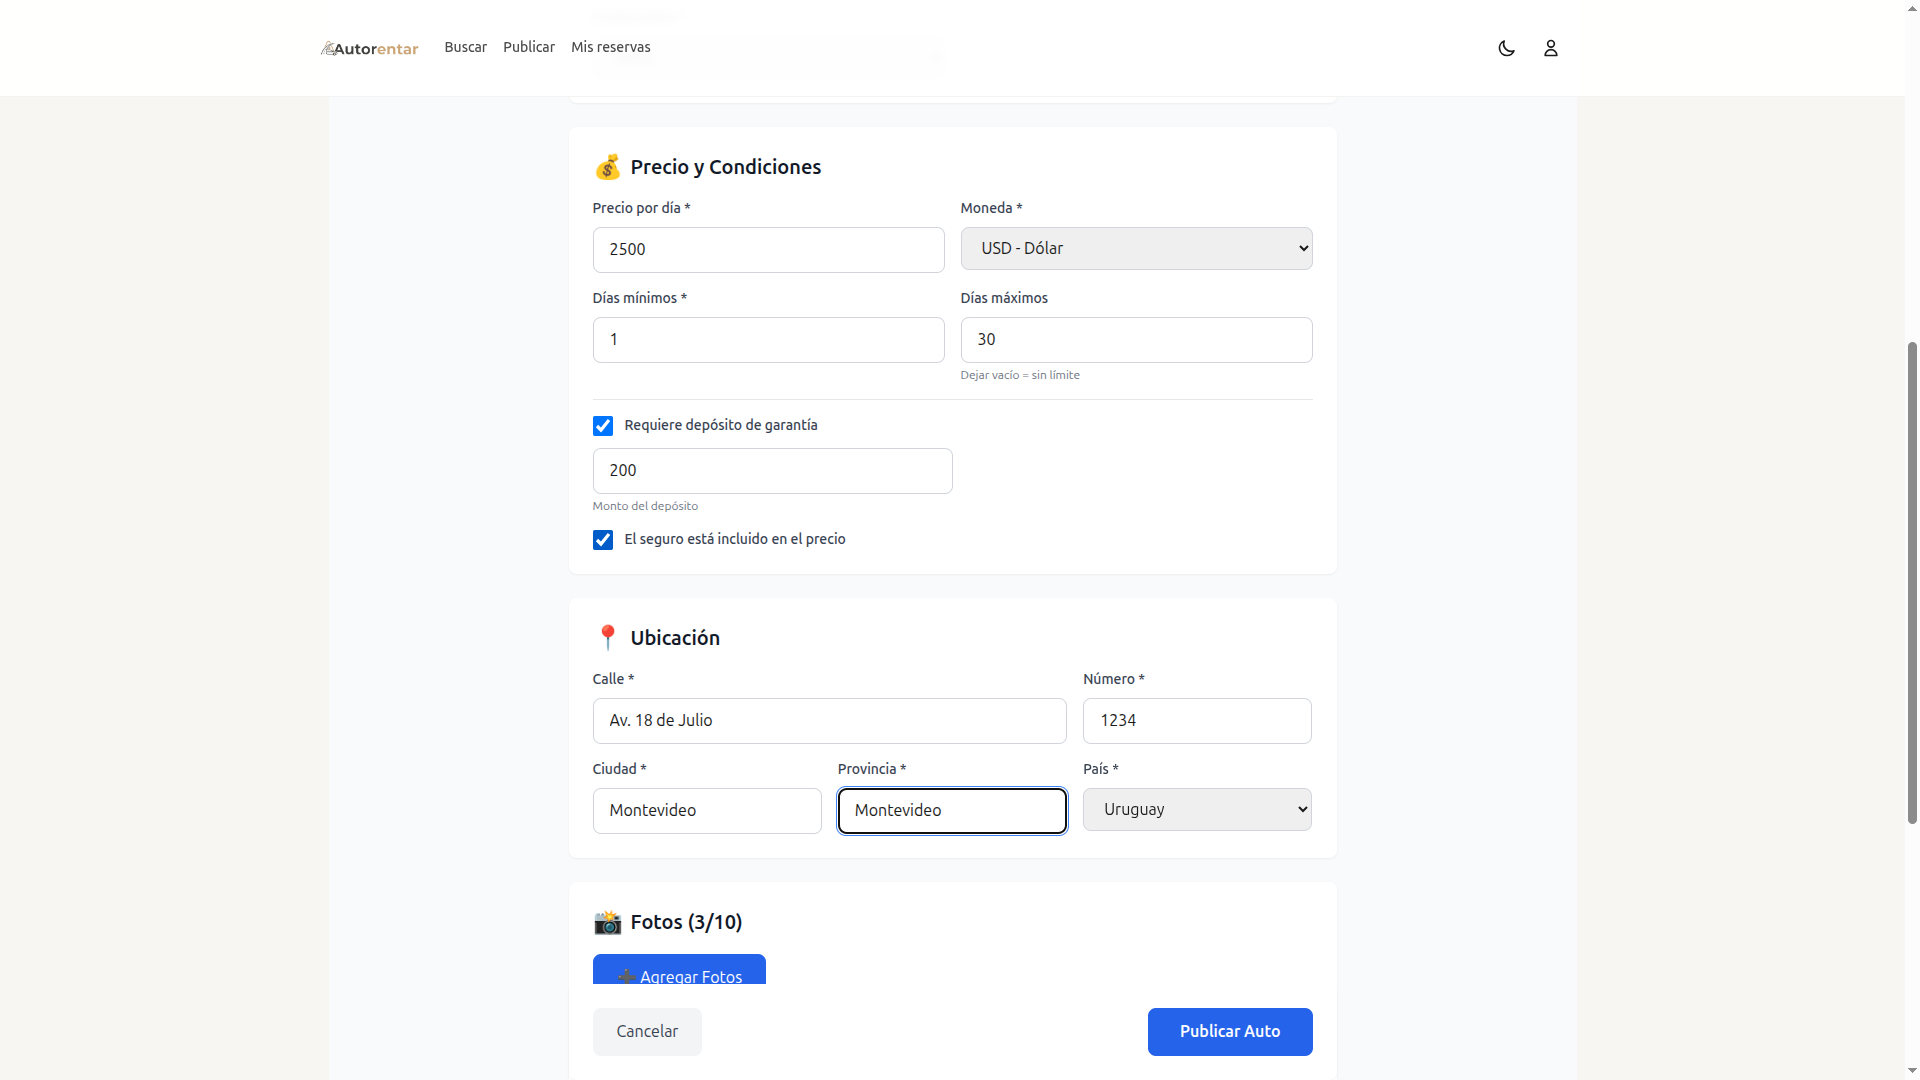 Autorentar
Buscar
Publicar
Mis reservas
💰 Precio y Condiciones
Precio por día *
Moneda *
2500
USD - Dólar
Días mínimos *
Días máximos
1
30
Dejar vacío = sin límite
Requiere depósito de garantía
200
Monto del depósito
El seguro está incluido en el precio
📍 Ubicación
Calle *
Número *
Av. 18 de Julio
1234
Ciudad *
Provincia *
País *
Montevideo
Montevideo
Uruguay
📸 Fotos (3/10)
➕ Agregar Fotos
Cancelar
Publicar Auto